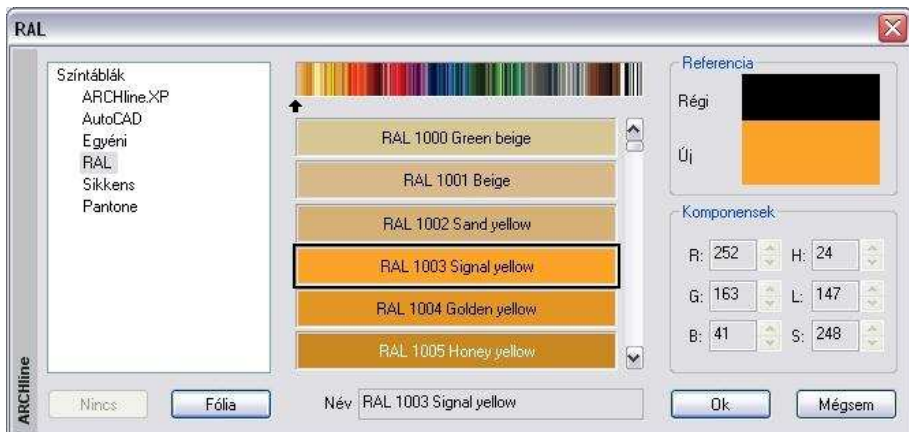 RAL
Színtáblák
ARCHline.XP
AutoCAD
Egyéni
RAL
Sikkens
Pantone
RAL 1000 Green beige
RAL 1001 Beige
RAL 1002 Sand yellow
RAL 1003 Signal yellow
RAL 1004 Golden yellow
RAL 1005 Honey yellow
Referencia
Régi
Új
Komponensek
R: 252 H: 24
G: 163 L: 147
B: 41 S: 248
ARCHline
Nincs Fólia Név RAL 1003 Signal yellow Ok Mégsem